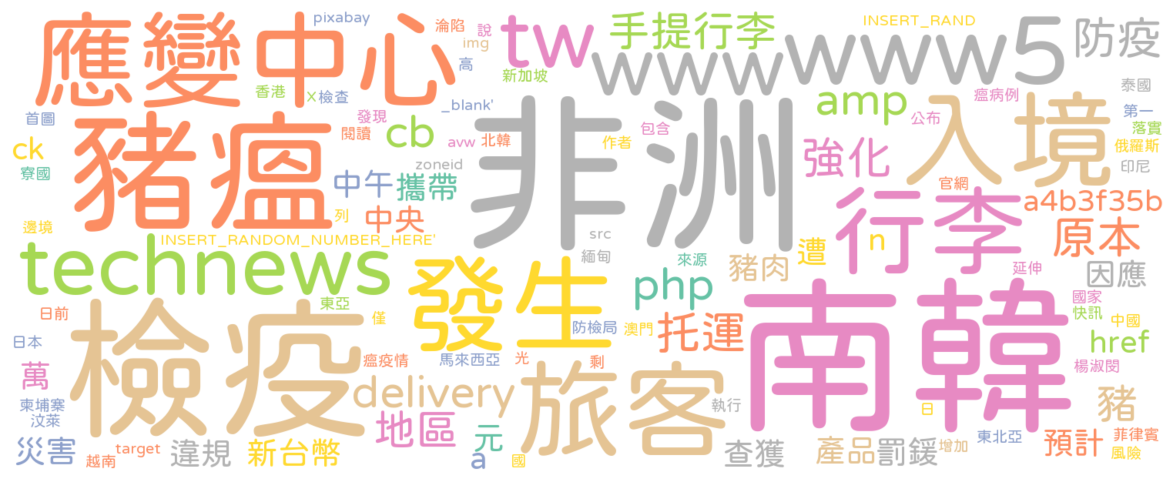 pixabay
淪陷
說
img
高
tw
手提行李
INSERT_RAND
防疫
應變中心
www
www5
新加坡
香港
X
檢查
_blank'
首圖
發現
閱讀
cb
avw
北韓
作者
包含
amp
公布
瘟病例
泰國
第一
落實
俄羅斯
印尼
ck
寮國
豬瘟
zoneid
非洲
強化
入境
中午
攜帶
中央
列
官網
行李
a4b3f35b
邊境
INSERT_RANDOM_NUMBER_HERE'
src
緬甸
來源
豬肉
遭
n
原本
technews
發生
php
延伸
因應
東亞
日前
僅
防檢局
澳門
托運
南韓
國家
快訊
中國
href
日本
檢疫
瘟疫情
馬來西亞
光
剩
楊淑閔
萬
delivery
旅客
執行
日
豬
柬埔寨
汶萊
地區
元
東北亞
預計
菲律賓
風險
災害
越南
target
違規
新台幣
a
國
查獲
產品
罰鍰
增加